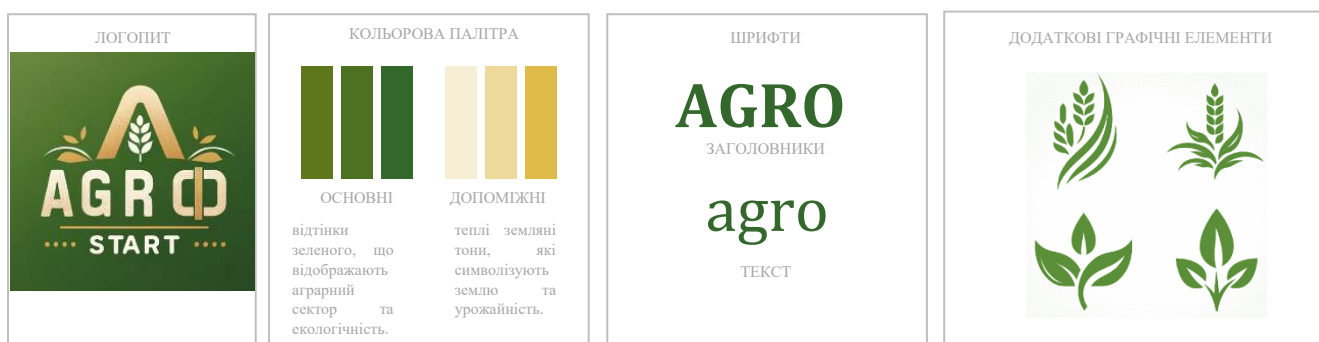 ЛОГОПИТ
AGRФ
START
КОЛЬОРОВА ПАЛІТРА
ОСНОВНІ
відтінки
зеленого, що
відображають
аграрний
сектор та
екологічність.
ДОПОМІЖНІ
теплі земляні
тони, які
символізують
землю та
урожайність.
ШРИФТИ
AGRO
ЗАГОЛОВНИКИ
agro
ТЕКСТ
ДОДАТКОВІ ГРАФІЧНІ ЕЛЕМЕНТИ